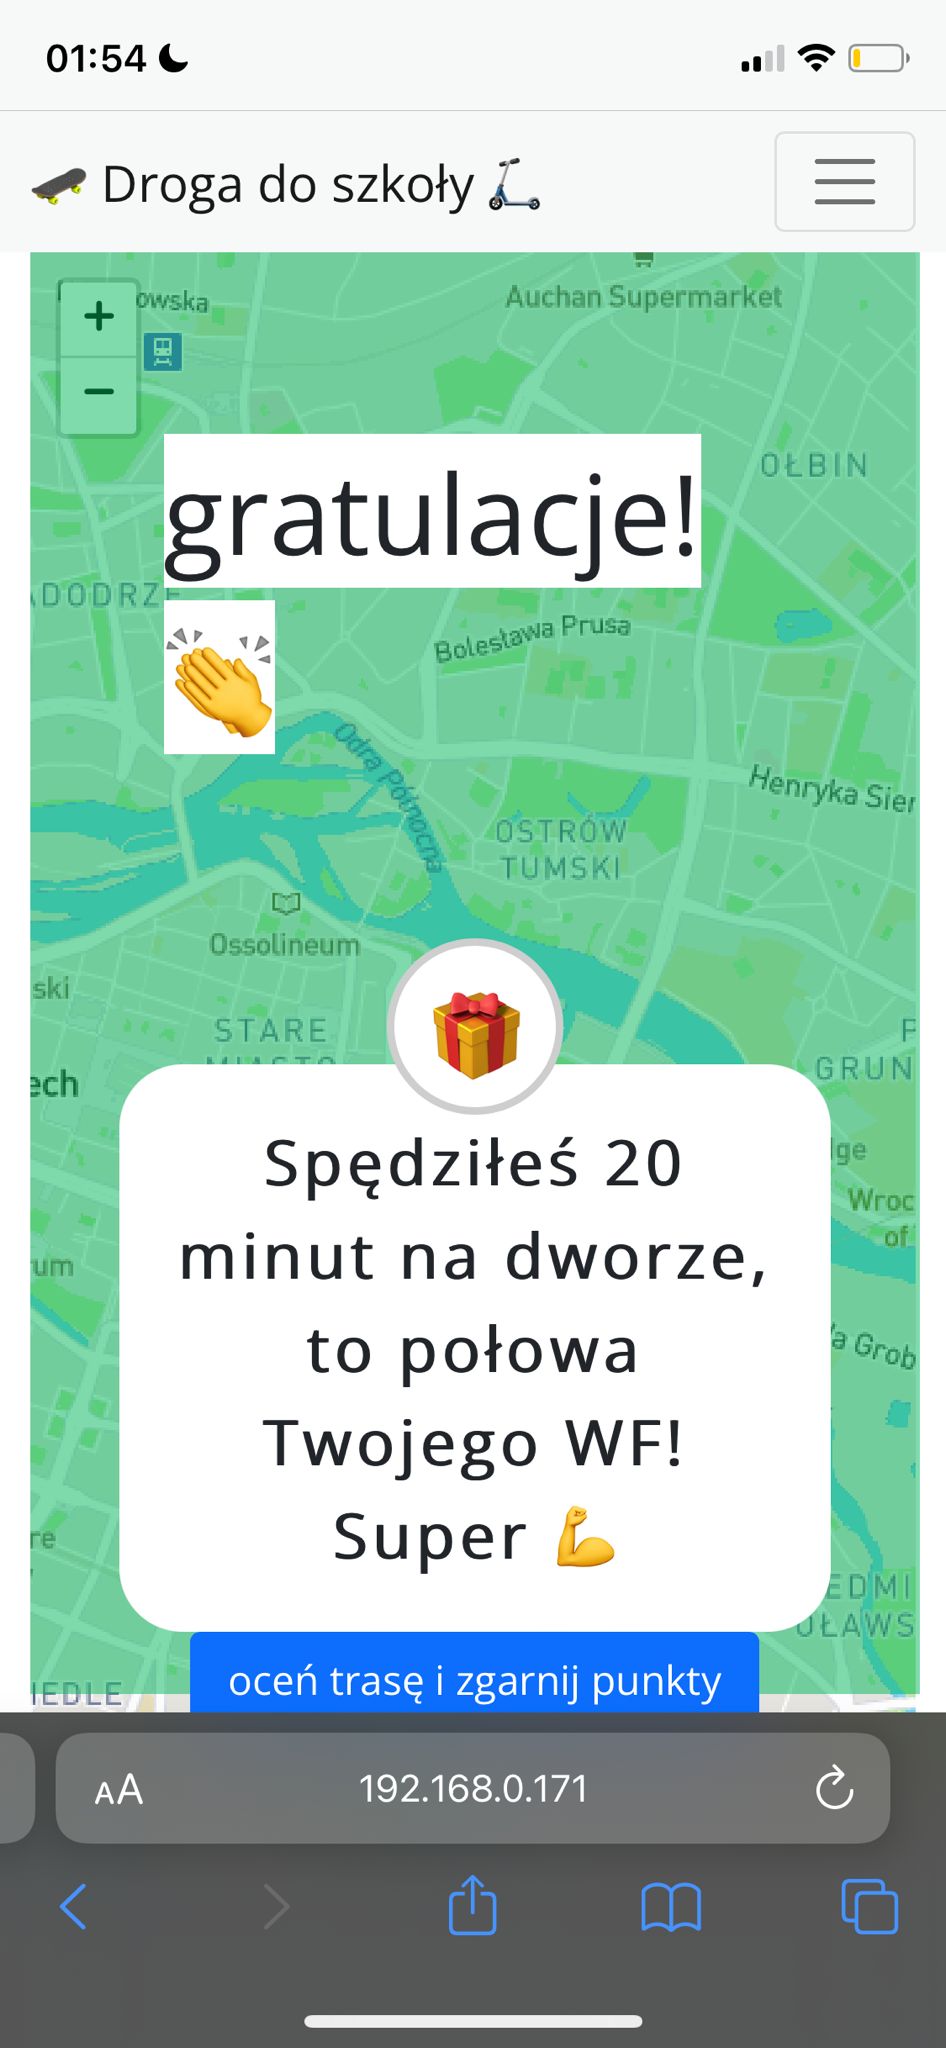 01:54
Droga do szkoły
owska
Auchan Supermarket
+
−
OŁBIN
gratulacje!
ADODRZE
Bolesława Prusa
Odra Północna
Henryka Sier
OSTRÓW
TUMSKI
Ossolineum
ski
STARE
MIASTO
ech
GRUN
Spędziłeś 20
minut na dworze,
to połowa
Twojego WF!
Super
dge
Wroc
of
um
a Grob
re
EDMI
OŁAWS
IEDLE
oceń trasę i zgarnij punkty
AA
192.168.0.171